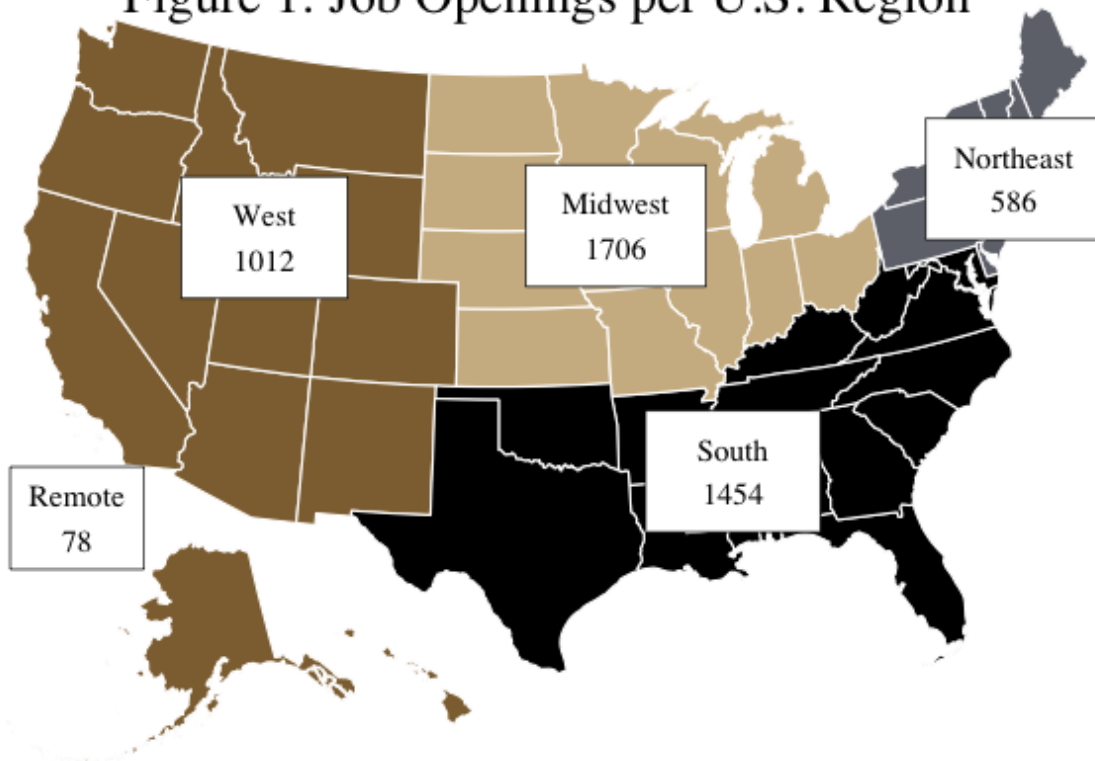 Figure 1: Job Openings per U.S. Region
Northeast
586
Midwest
1706
West
1012
South
1454
Remote
78